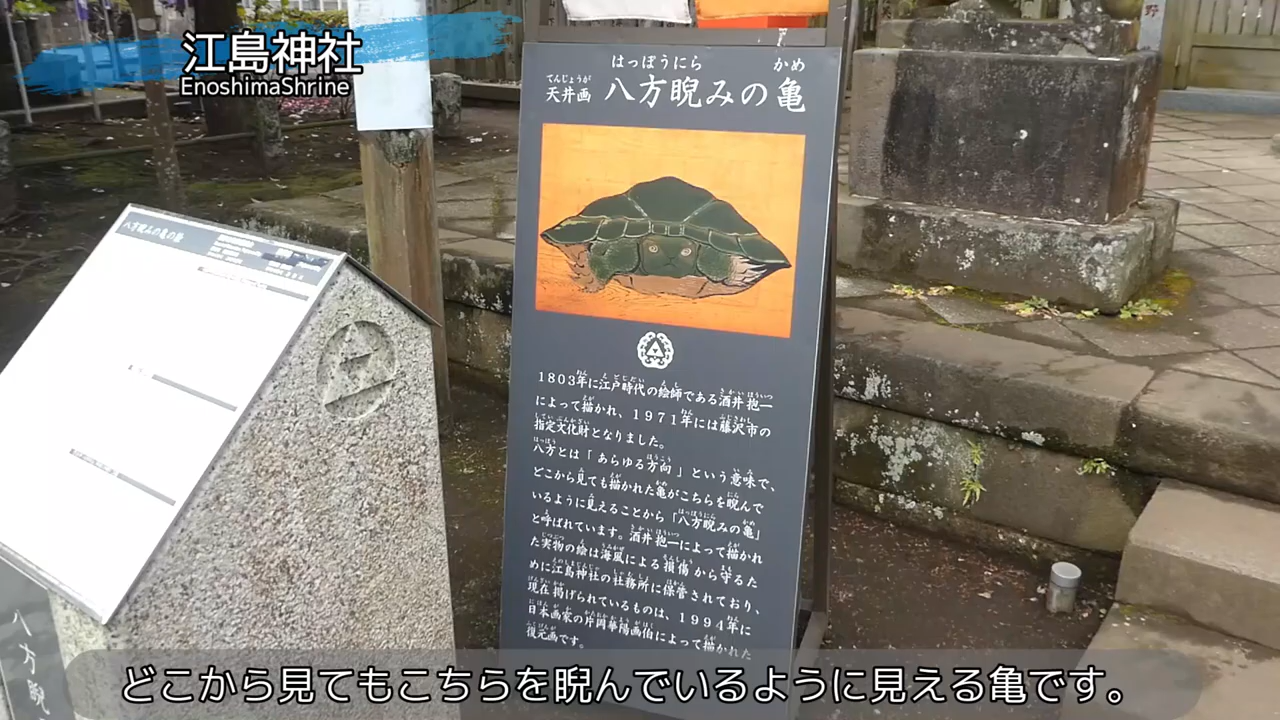 江島神社
EnoshimaShrine
はっぽうにら かめ
てんじょうが
天井画 八方睨みの亀
八方睨みの亀の図
1803年に江戸時代の絵師である酒井抱一
によって描かれ、1971年には藤沢市の
指定文化財となりました。
八方とは「あらゆる方向」という意味で、
どこから見ても描かれた亀がこちらを睨んで
いるように見えることから「八方睨みの亀」
と呼ばれています。酒井抱一によって描かれ
た実物の絵は海風による損傷から守るた
めに江島神社の社務所に保管されており、
現在掲げられているものは、1994年に
日本画家の片岡華陽画伯によって描かれた
復元画です。
八方睨
野
どこから見てもこちらを睨んでいるように見える亀です。